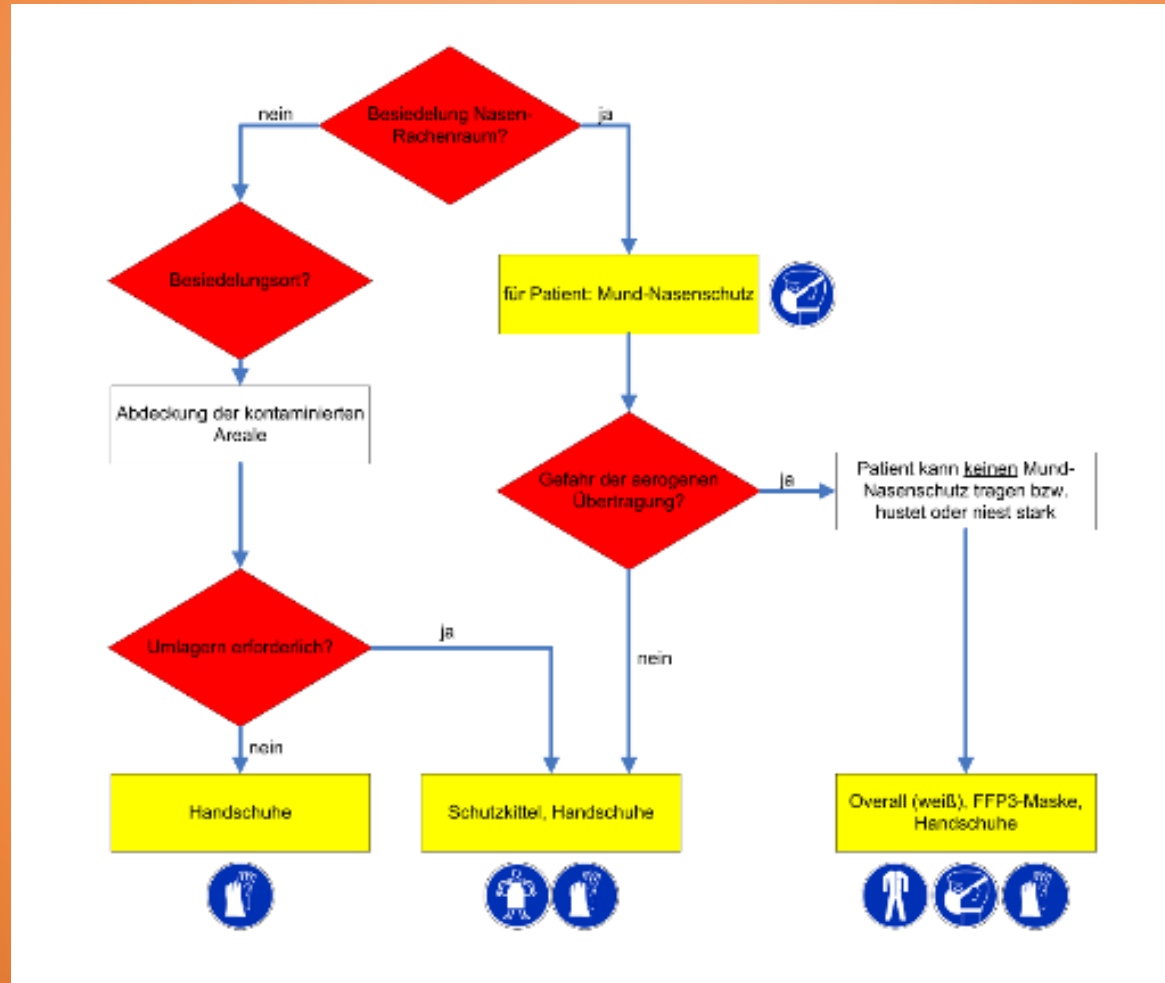 nein
Besiedelung Nasen-
Rachenraum?
ja
Besiedelungsort?
für Patient: Mund-Nasenschutz
Abdeckung der kontaminierten
Areale
Gefahr der aerogenen
Übertragung?
ja
Patient kann keinen Mund-
Nasenschutz tragen bzw.
hustet oder niest stark
Umlagern erforderlich?
ja
nein
nein
Handschuhe
Schutzkittel, Handschuhe
Overall (weiß), FFP3-Maske,
Handschuhe